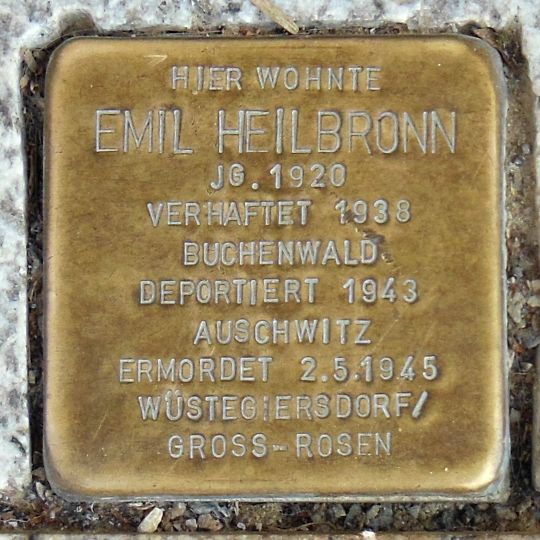 HIER WOHNTE
EMIL HEILBRONN
JG. 1920
VERHAFTET 1938
BUCHENWALD
DEPORTIERT 1943
AUSCHWITZ
ERMORDET 2.5.1945
WÜSTEGIERSDORF/
GROSS-ROSEN